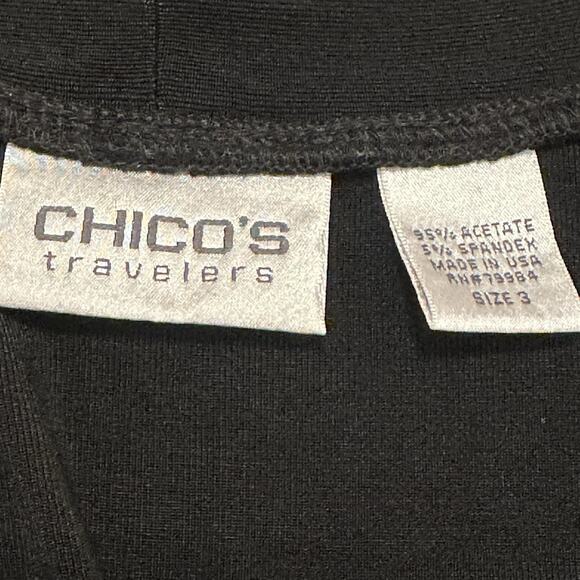 CHICO'S
travelers
95% ACETATE
5% SPANDEX
MADE IN USA
RN#79984
SIZE 3